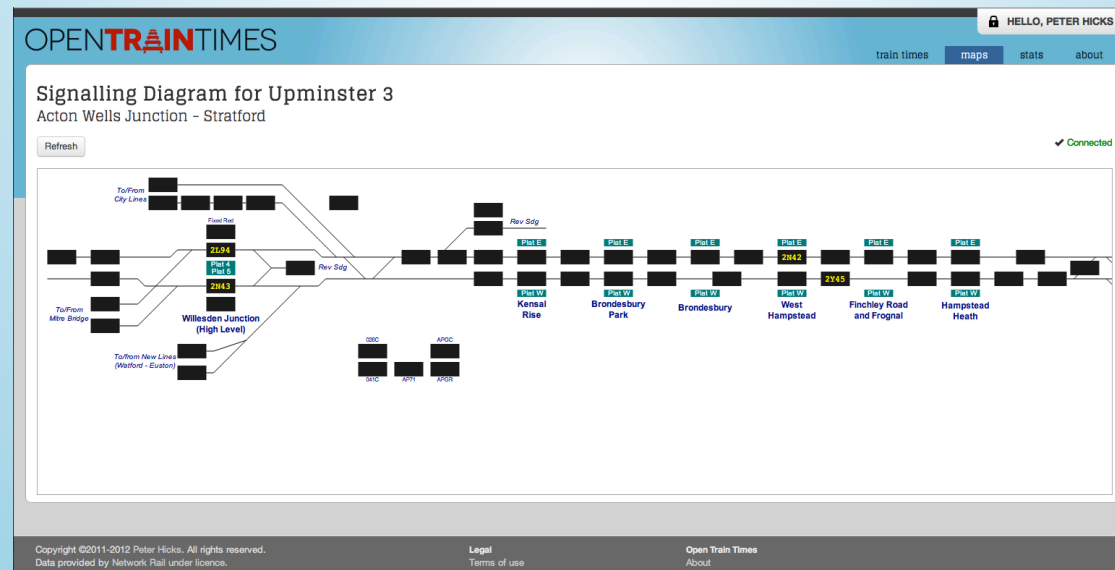 HELLO, PETER HICKS
OPENTRAINTIMES
train times maps stats about
Signalling Diagram for Upminster 3
Acton Wells Junction - Stratford
Refresh
✔ Connected
To/From
City Lines
Fixed Red
Rev Sdg
2L94
Plat E Plat E Plat E Plat E Plat E Plat E
2N42
Plat 4
Plat 5
Rev Sdg
2N43
2Y45
Plat W Plat W Plat W Plat W Plat W Plat W
To/From
Mitre Bridge
Willesden Junction
(High Level)
Kensal
Rise
Brondesbury
Park
Brondesbury
West
Hampstead
Finchley Road
and Frognal
Hampstead
Heath
To/from New Lines
(Watford - Euston)
APGC
041C AP71 APGR
Copyright ©2011-2012 Peter Hicks. All rights reserved.
Data provided by Network Rail under licence.
Legal
Terms of use
Open Train Times
About